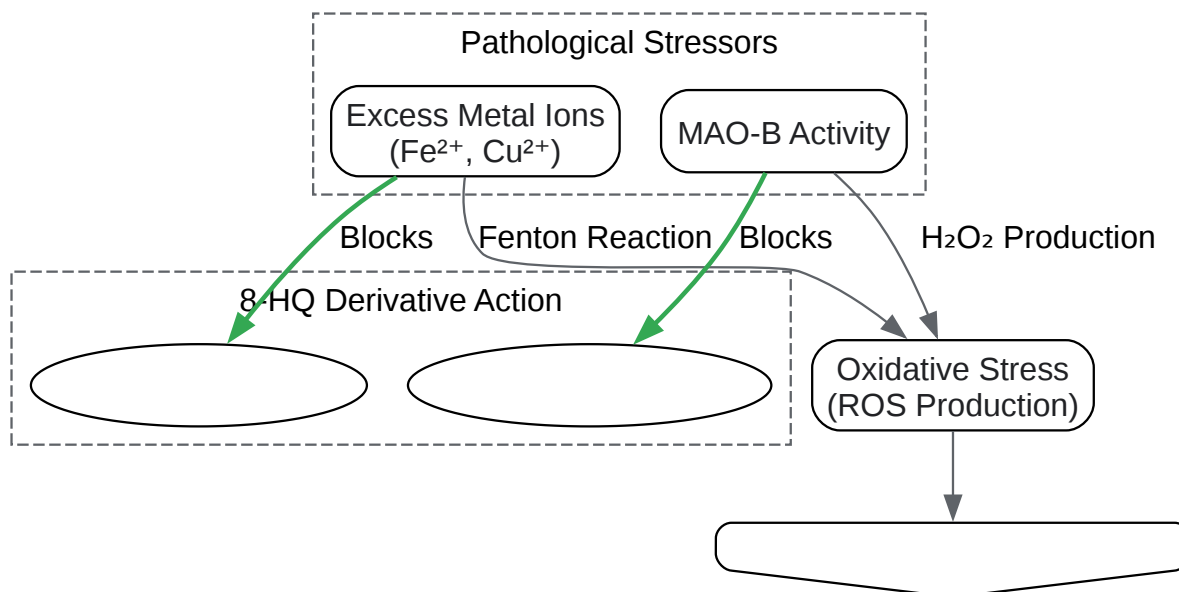 Pathological Stressors
Excess Metal Ions
(Fe²⁺, Cu²⁺)
MAO-B Activity
Blocks
Fenton Reaction
Blocks
H₂O₂ Production
8-HQ Derivative Action
Oxidative Stress
(ROS Production)